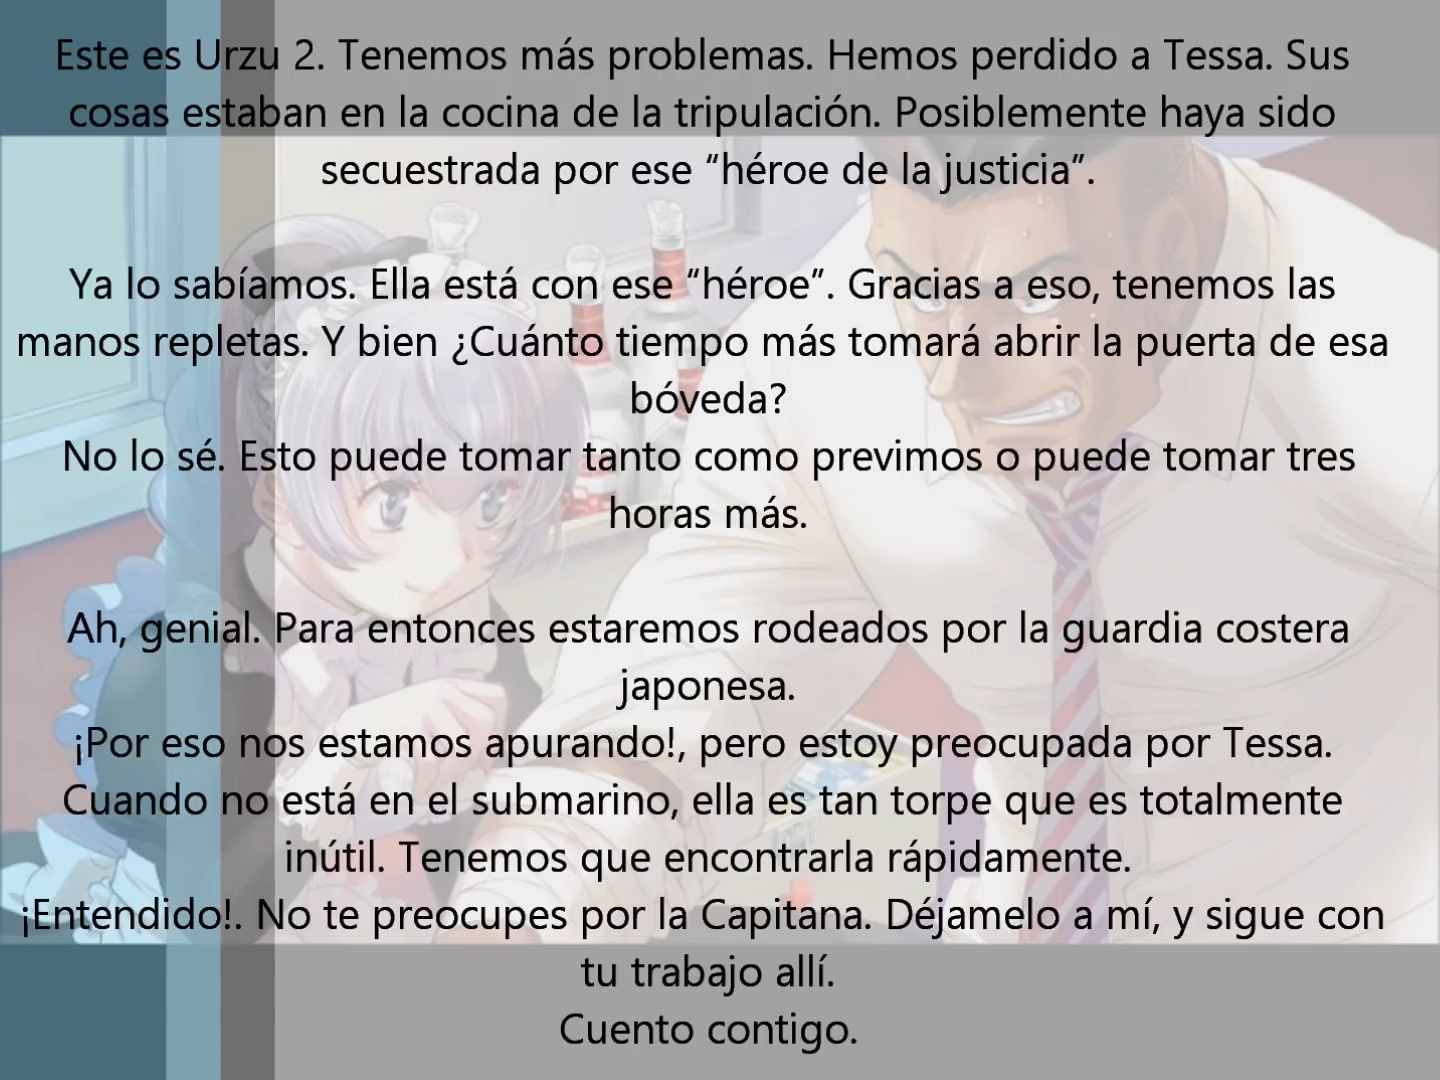 Este es Urzu 2. Tenemos más problemas. Hemos perdido a Tessa. Sus
cosas estaban en la cocina de la tripulación. Posiblemente haya sido
secuestrada por ese “héroe de la justicia”.
Ya lo sabíamos. Ella está con ese “héroe”. Gracias a eso, tenemos las
manos repletas. Y bien ¿Cuánto tiempo más tomará abrir la puerta de esa
bóveda?
No lo sé. Esto puede tomar tanto como previmos o puede tomar tres
horas más.
Ah, genial. Para entonces estaremos rodeados por la guardia costera
japonesa.
¡Por eso nos estamos apurando!, pero estoy preocupada por Tessa.
Cuando no está en el submarino, ella es tan torpe que es totalmente
inútil. Tenemos que encontrarla rápidamente.
¡Entendido!. No te preocupes por la Capitana. Déjamelo a mí, y sigue con
tu trabajo allí.
Cuento contigo.